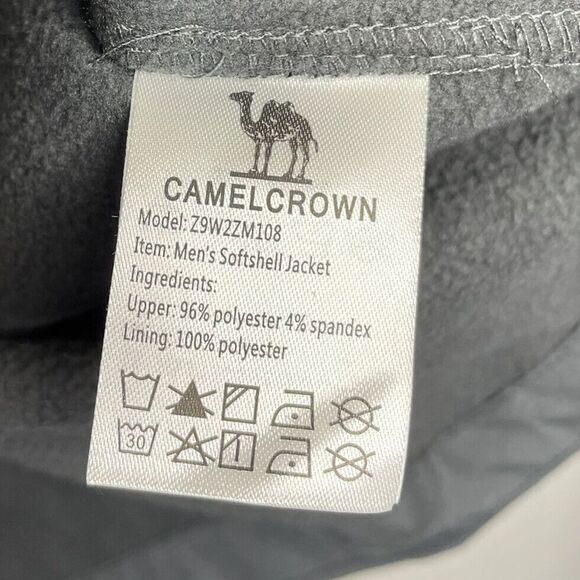 CAMELCROWN
Model: Z9W2ZM108
Item: Men's Softshell Jacket
Ingredients:
Upper: 96% polyester 4% spandex
Lining: 100% polyester
30